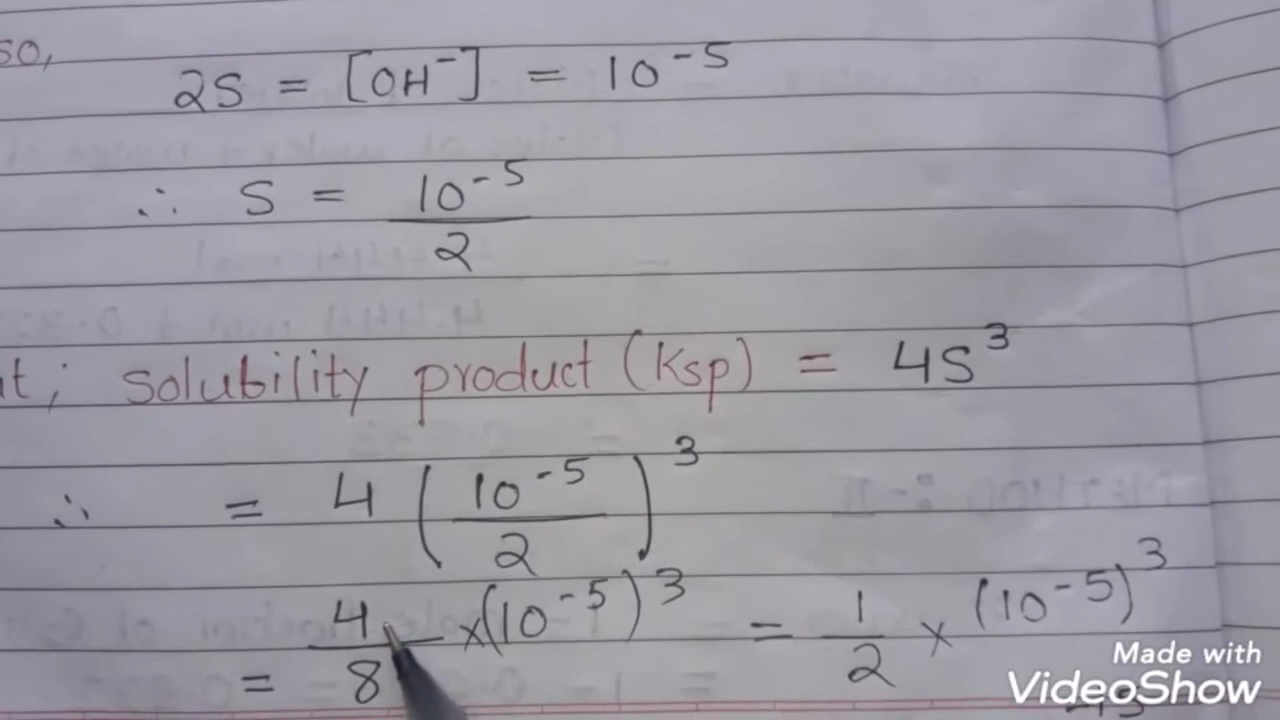 so,
2S = [OH⁻] = 10⁻⁵
∴ S = 10⁻⁵ / 2
solubility product (Ksp) = 4S³
∴ = 4 (10⁻⁵ / 2)³
= 4/8 × (10⁻⁵)³ = 1/2 × (10⁻⁵)³
Made with
VideoShow